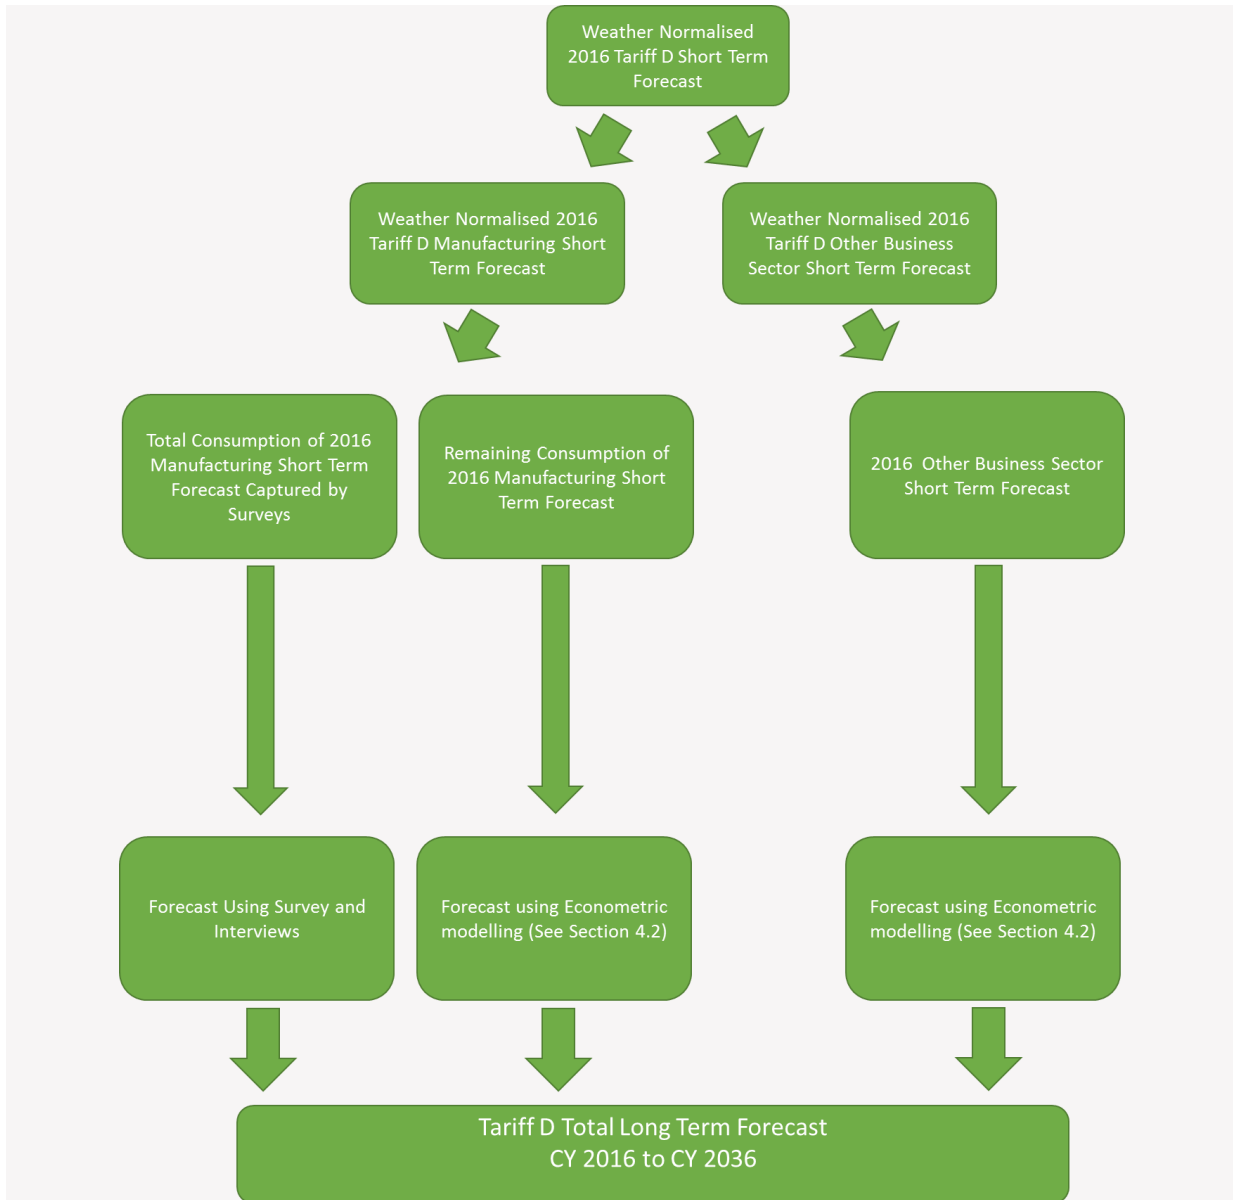 Weather Normalised
2016 Tariff D Short Term
Forecast
Weather Normalised 2016
Tariff D Manufacturing Short
Term Forecast
Weather Normalised 2016
Tariff D Other Business
Sector Short Term Forecast
Total Consumption of 2016
Manufacturing Short Term
Forecast Captured by
Surveys
Remaining Consumption of
2016 Manufacturing Short
Term Forecast
2016 Other Business Sector
Short Term Forecast
Forecast Using Survey and
Interviews
Forecast using Econometric
modelling (See Section 4.2)
Forecast using Econometric
modelling (See Section 4.2)
Tariff D Total Long Term Forecast
CY 2016 to CY 2036